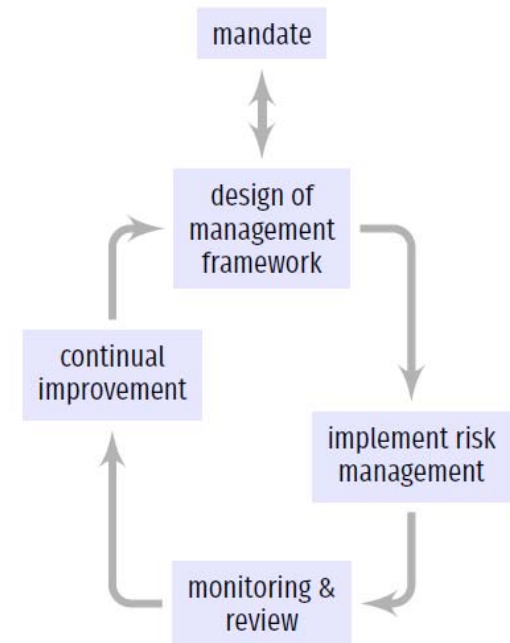 mandate
design of
management
framework
continual
improvement
implement risk
management
monitoring &
review